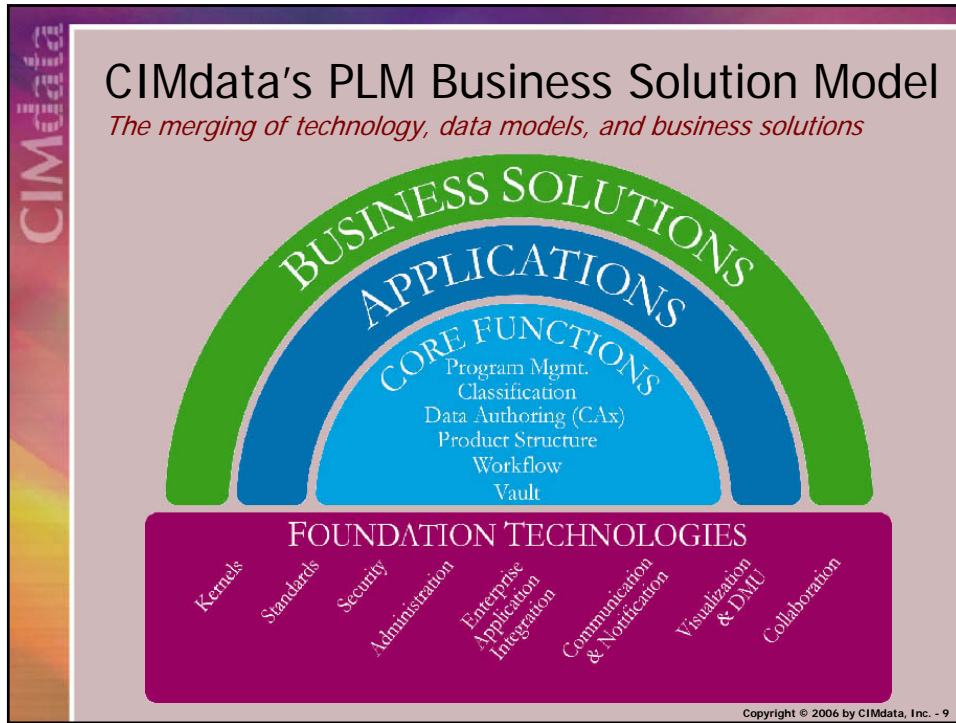 CIMdata
CIMdata's PLM Business Solution Model
The merging of technology, data models, and business solutions
BUSINESS SOLUTIONS
APPLICATIONS
CORE FUNCTIONS
Program Mgmt.
Classification
Data Authoring (CAx)
Product Structure
Workflow
Vault
FOUNDATION TECHNOLOGIES
Kernels
Standards
Security
Administration
Enterprise
Application
Integration
Communication
& Notification
Visualization
& DMU
Collaboration
Copyright © 2006 by CIMdata, Inc. - 9